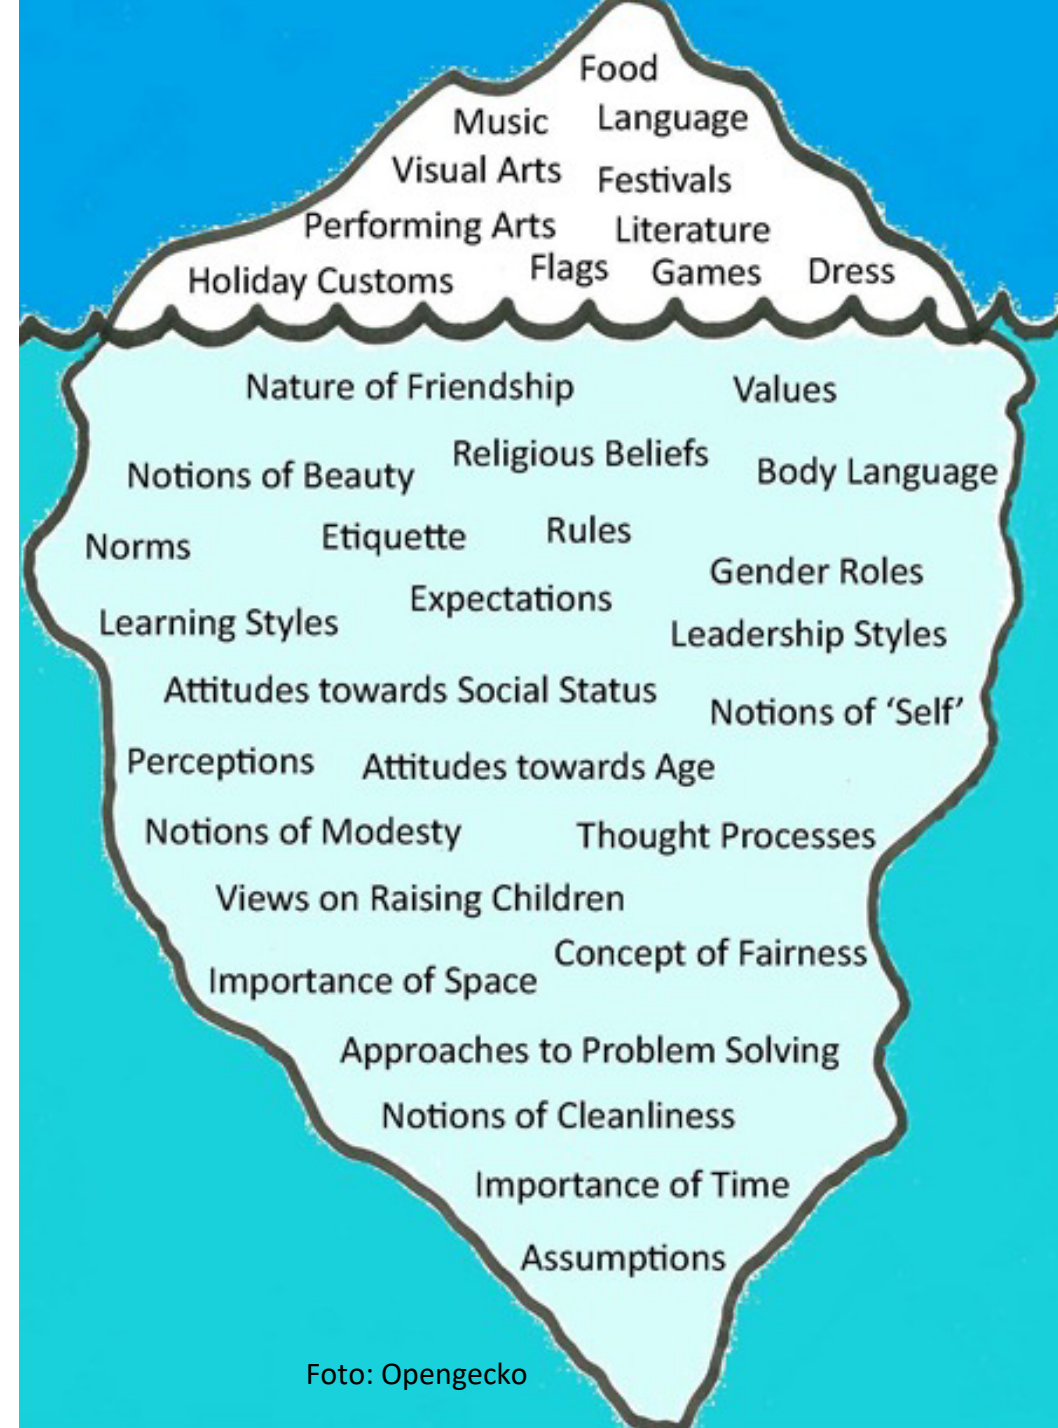 Food
Music
Language
Visual Arts
Festivals
Performing Arts
Literature
Holiday Customs
Flags
Games
Dress
Nature of Friendship
Values
Religious Beliefs
Notions of Beauty
Body Language
Norms
Etiquette
Rules
Gender Roles
Expectations
Learning Styles
Leadership Styles
Attitudes towards Social Status
Notions of ‘Self’
Perceptions
Attitudes towards Age
Notions of Modesty
Thought Processes
Views on Raising Children
Concept of Fairness
Importance of Space
Approaches to Problem Solving
Notions of Cleanliness
Importance of Time
Assumptions
Foto: Opengecko